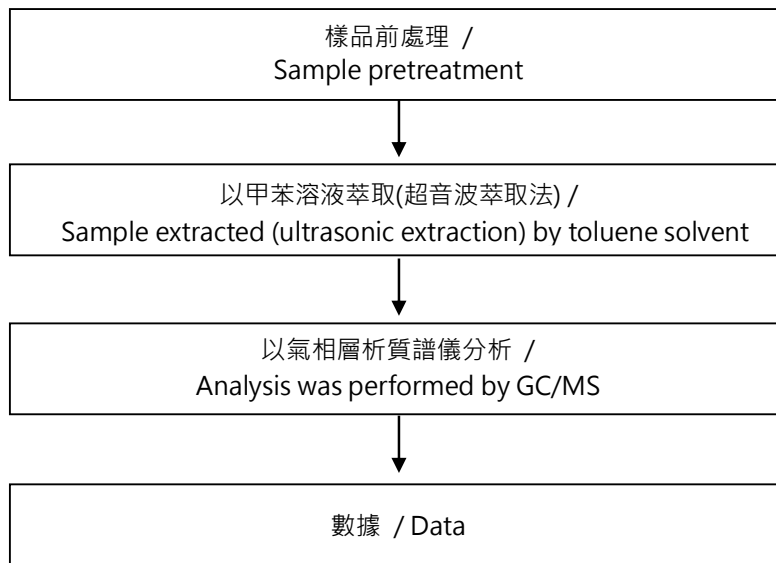 樣品前處理 /
Sample pretreatment
以甲苯溶液萃取(超音波萃取法) /
Sample extracted (ultrasonic extraction) by toluene solvent
以氣相層析質譜儀分析 /
Analysis was performed by GC/MS
數據 / Data